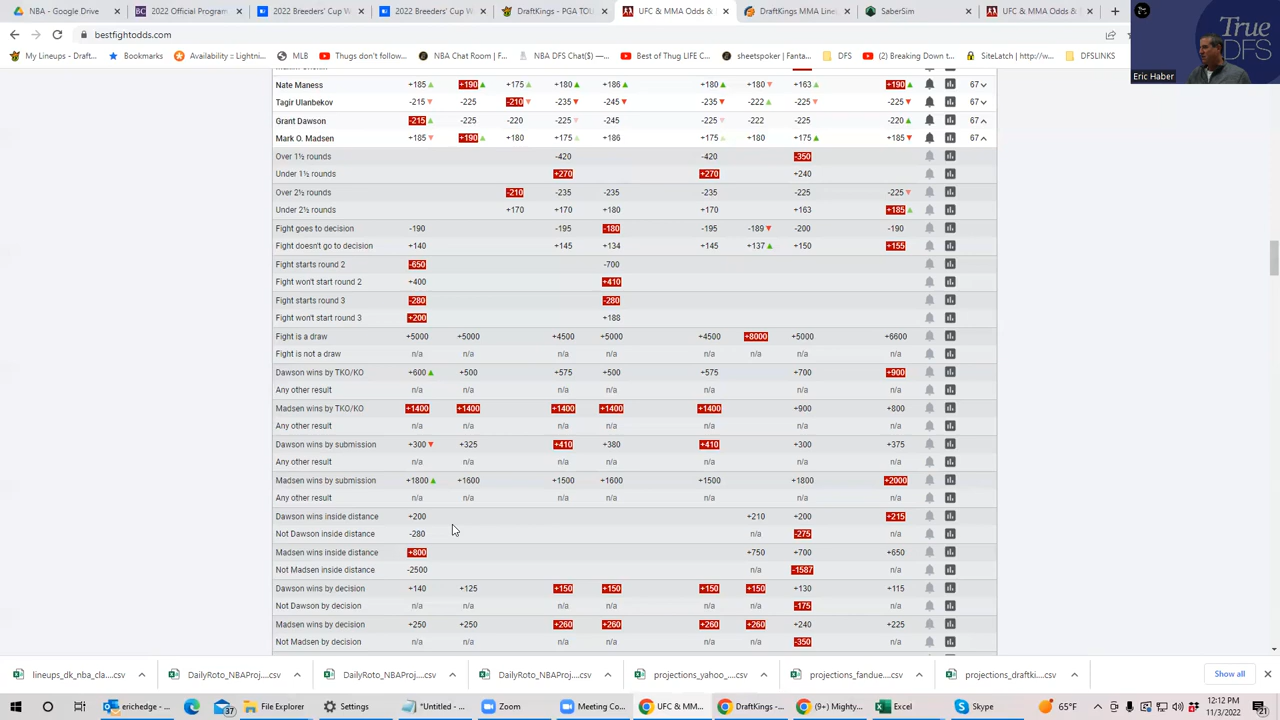 NBA - Google Drive 2022 Official Program 2022 Breeders' Cup W 2022 Breeders' Cup W DraftKings - PGA TOU UFC & MMA Odds & DraftKings MMA Line SaberSim UFC & MMA Odds &
bestfightodds.com
My Lineups - Draft... Bookmarks Availability :: Lightni... MLB Thugs don't follow... NBA Chat Room | F... NBA DFS Chat($) —... Best of Thug LIFE C... sheetspoker | Fanta... DFS (2) Breaking Down t... SiteLatch | http://w... DFSLINKS
True
DFS
Eric Haber
Nate Maness +185 +190 +175 +180 +186 +180 +180 +163 +190 67
Tagir Ulanbekov -215 -225 -210 -235 -245 -235 -222 -225 -225 67
Grant Dawson -215 -225 -220 -225 -245 -225 -222 -225 -220 67
Mark O. Madsen +185 +190 +180 +175 +186 +175 +180 +175 +185 67
Over 1½ rounds -420 -420 -350
Under 1½ rounds +270 +270 +240
Over 2½ rounds -210 -235 -235 -235 -225 -225
Under 2½ rounds +170 +170 +180 +170 +163 +185
Fight goes to decision -190 -195 -180 -195 -189 -200 -190
Fight doesn't go to decision +140 +145 +134 +145 +137 +150 +155
Fight starts round 2 -650 -700
Fight won't start round 2 +400 +410
Fight starts round 3 -280 -280
Fight won't start round 3 +200 +188
Fight is a draw +5000 +5000 +4500 +5000 +4500 +8000 +5000 +6600
Fight is not a draw n/a n/a n/a n/a n/a n/a n/a n/a
Dawson wins by TKO/KO +600 +500 +575 +500 +575 +700 +900
Any other result n/a n/a n/a n/a n/a n/a n/a
Madsen wins by TKO/KO +1400 +1400 +1400 +1400 +1400 +900 +800
Any other result n/a n/a n/a n/a n/a n/a n/a
Dawson wins by submission +300 +325 +410 +380 +410 +300 +375
Any other result n/a n/a n/a n/a n/a n/a n/a
Madsen wins by submission +1800 +1600 +1500 +1600 +1500 +1800 +2000
Any other result n/a n/a n/a n/a n/a n/a n/a
Dawson wins inside distance +200 +210 +200 +215
Not Dawson inside distance -280 n/a -275 n/a
Madsen wins inside distance +800 +750 +700 +650
Not Madsen inside distance -2500 n/a -1587 n/a
Dawson wins by decision +140 +125 +150 +150 +150 +150 +130 +115
Not Dawson by decision n/a n/a n/a n/a n/a n/a -175 n/a
Madsen wins by decision +250 +250 +260 +260 +260 +260 +240 +225
Not Madsen by decision n/a n/a n/a n/a n/a n/a -350 n/a
lineups_dk_nba_cla....csv DailyRoto_NBAProj....csv DailyRoto_NBAProj....csv DailyRoto_NBAProj....csv projections_yahoo_....csv projections_fandue....csv projections_draftki....csv Show all
erichedge - ... 37 File Explorer Settings "Untitled - ... Zoom Meeting Co... UFC & MM... DraftKings -... (9) Mighty... Excel Skype 65°F 12:12 PM
11/3/2022 21